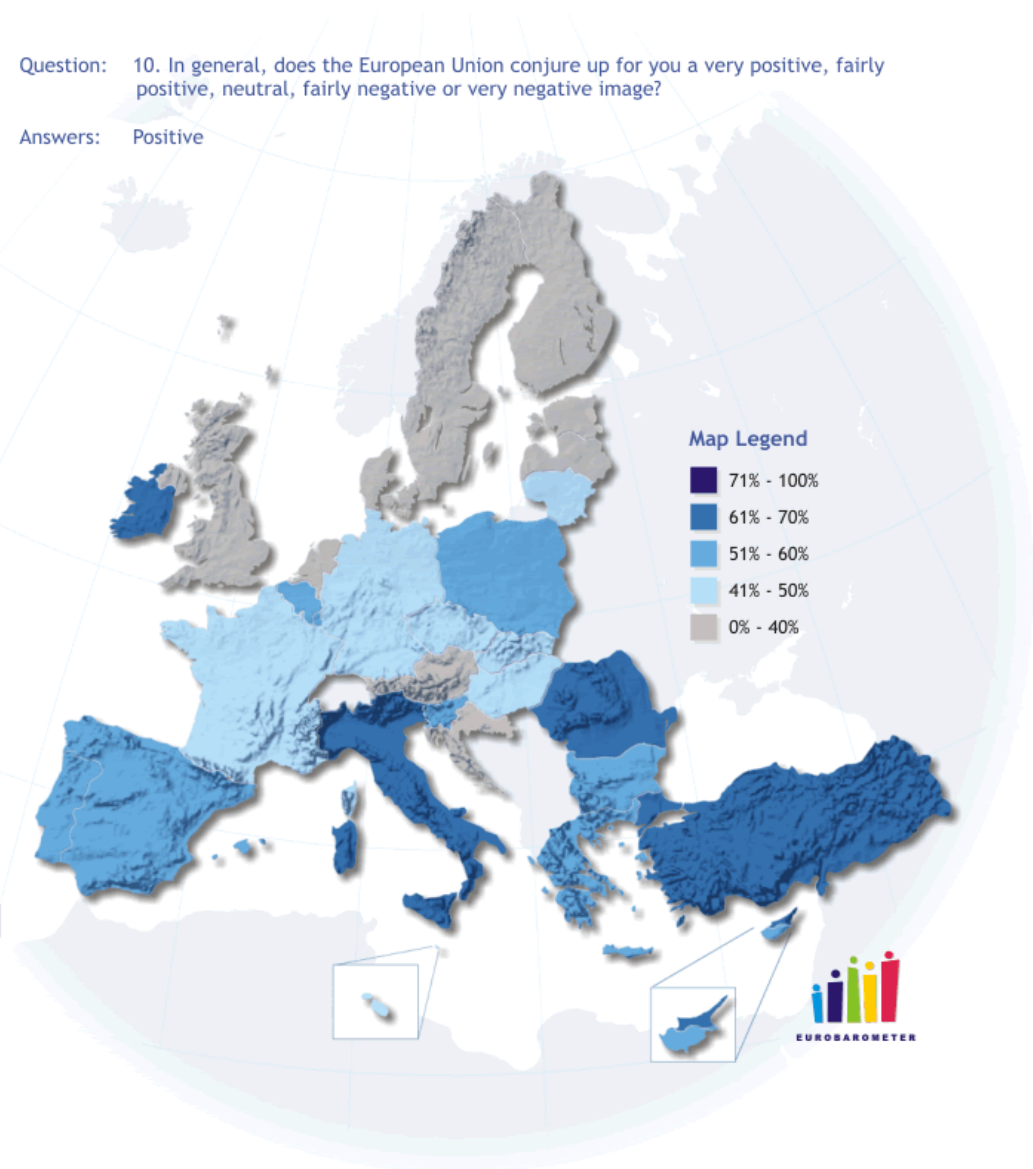 Question: 10. In general, does the European Union conjure up for you a very positive, fairly
positive, neutral, fairly negative or very negative image?
Answers: Positive
Map Legend
71% - 100%
61% - 70%
51% - 60%
41% - 50%
0% - 40%
EUROBAROMETER